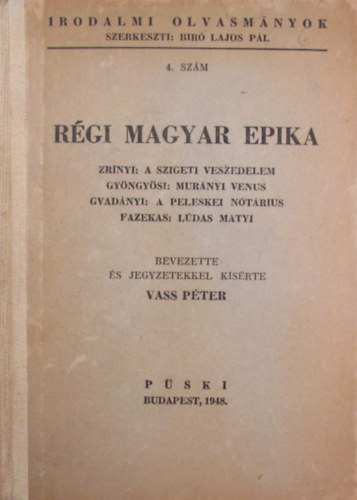 IRODALMI OLVASMÁNYOK
SZERKESZTI: BIRÓ LAJOS PÁL
4. SZÁM
RÉGI MAGYAR EPIKA
ZRÍNYI: A SZIGETI VESZEDELEM
GYÖNGYÖSI: MURÁNYI VENUS
GVADÁNYI: A PELESKEI NÓTÁRIUS
FAZEKAS: LÚDAS MATYI
BEVEZETTE
ÉS JEGYZETEKKEL KISÉRTE
VASS PÉTER
PÜSKI
BUDAPEST, 1948.